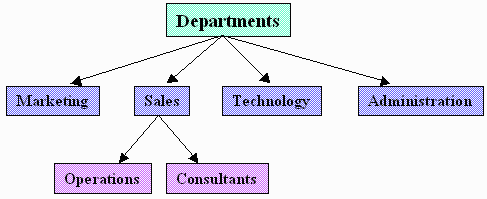 Departments
Marketing
Sales
Technology
Administration
Operations
Consultants